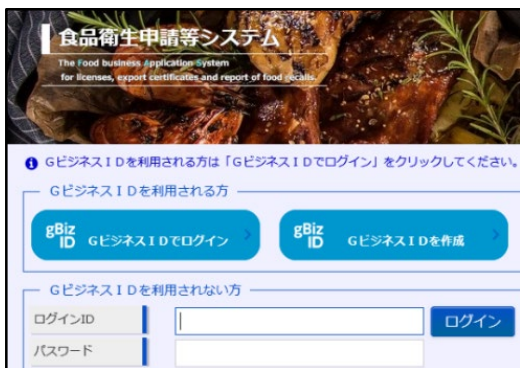 食品衛生申請等システム
The Food business Application System
for licenses, export certificates and report of food recalls.
GビジネスIDを利用される方は「GビジネスIDでログイン」をクリックしてください。
GビジネスIDを利用される方
gBiz ID GビジネスIDでログイン
gBiz ID GビジネスIDを作成
GビジネスIDを利用されない方
ログインID
ログイン
パスワード